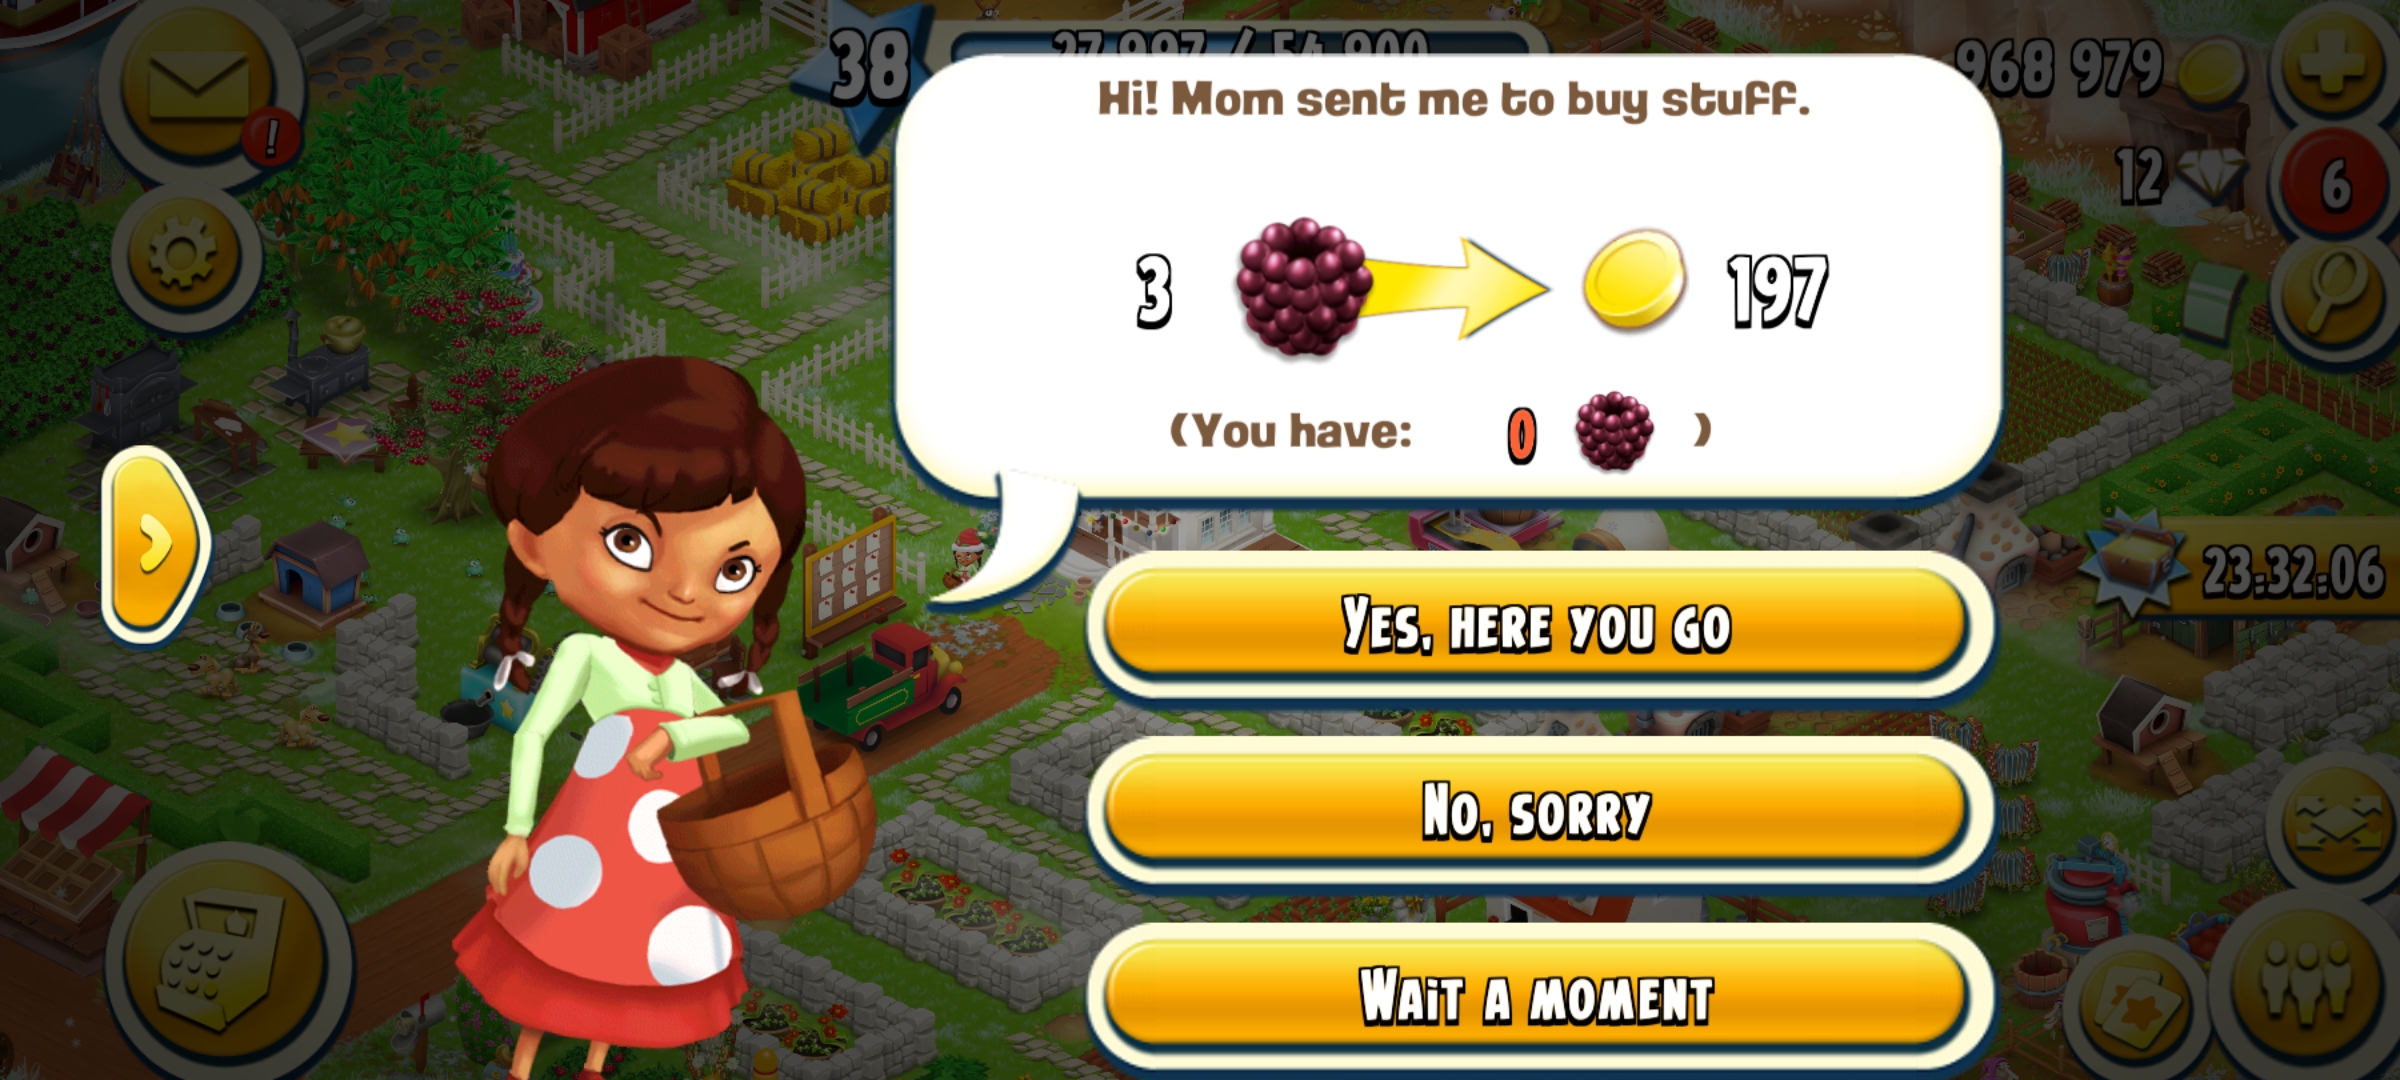 38
968 979
Hi! Mom sent me to buy stuff.
!
12
6
3
197
(You have: 0 )
23:32:06
Yes, here you go
No, sorry
Wait a moment